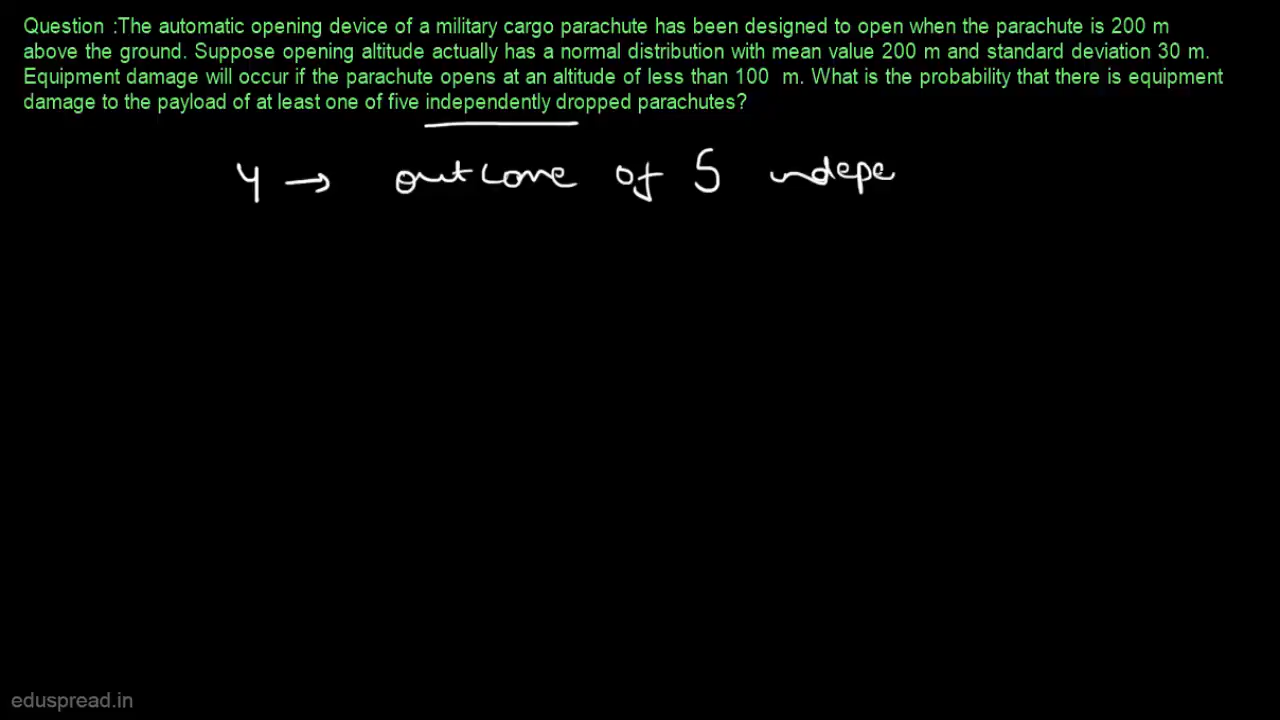 Question :The automatic opening device of a military cargo parachute has been designed to open when the parachute is 200 m
above the ground. Suppose opening altitude actually has a normal distribution with mean value 200 m and standard deviation 30 m.
Equipment damage will occur if the parachute opens at an altitude of less than 100 m. What is the probability that there is equipment
damage to the payload of at least one of five independently dropped parachutes?
Y → outcome of 5 indepe
eduspread.in